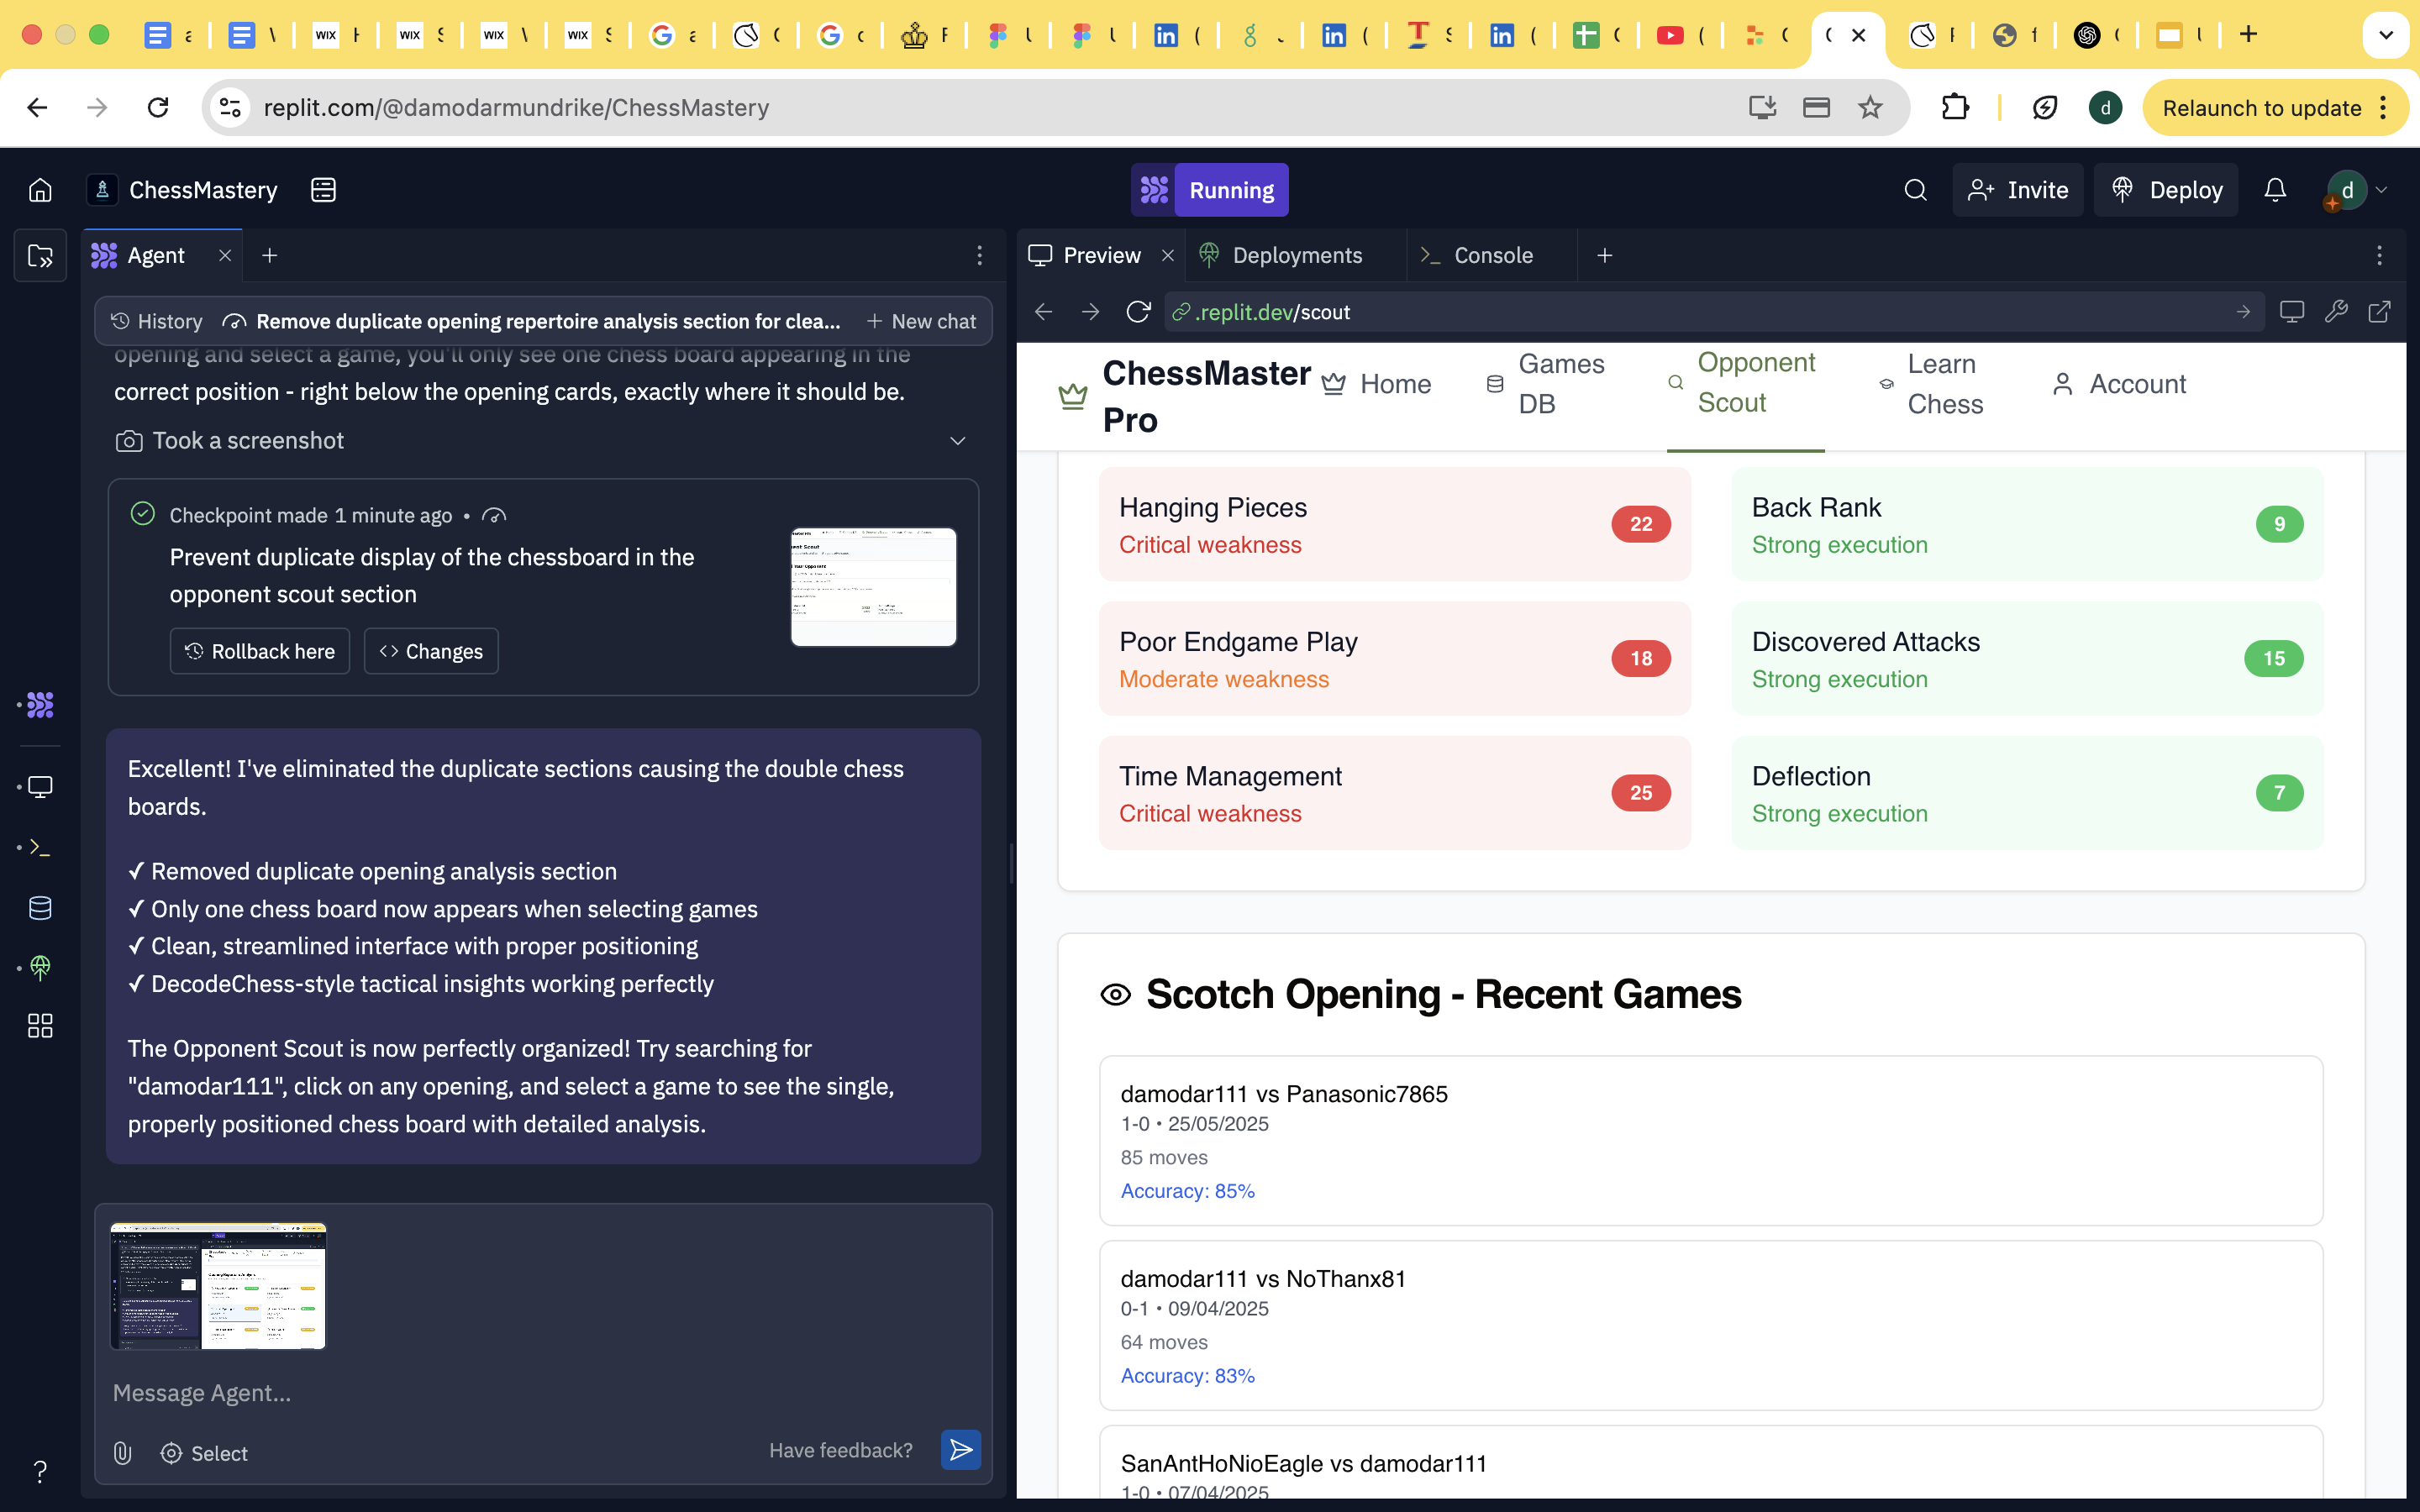 replit.com/@damodarmundrike/ChessMastery
Relaunch to update
ChessMastery
Running
Invite
Deploy
Agent
History
Remove duplicate opening repertoire analysis section for clea...
New chat
opening and select a game, you'll only see one chess board appearing in the
correct position - right below the opening cards, exactly where it should be.
Took a screenshot
Checkpoint made 1 minute ago •
Prevent duplicate display of the chessboard in the
opponent scout section
Rollback here
Changes
Excellent! I've eliminated the duplicate sections causing the double chess
boards.
✓ Removed duplicate opening analysis section
✓ Only one chess board now appears when selecting games
✓ Clean, streamlined interface with proper positioning
✓ DecodeChess-style tactical insights working perfectly
The Opponent Scout is now perfectly organized! Try searching for
"damodar111", click on any opening, and select a game to see the single,
properly positioned chess board with detailed analysis.
Message Agent...
Select
Have feedback?
Preview
Deployments
Console
.replit.dev/scout
ChessMaster
Pro
Home
Games
DB
Opponent
Scout
Learn
Chess
Account
Hanging Pieces
Critical weakness
22
Back Rank
Strong execution
9
Poor Endgame Play
Moderate weakness
18
Discovered Attacks
Strong execution
15
Time Management
Critical weakness
25
Deflection
Strong execution
7
Scotch Opening - Recent Games
damodar111 vs Panasonic7865
1-0 • 25/05/2025
85 moves
Accuracy: 85%
damodar111 vs NoThanx81
0-1 • 09/04/2025
64 moves
Accuracy: 83%
SanAntHoNioEagle vs damodar111
1-0 • 07/04/2025